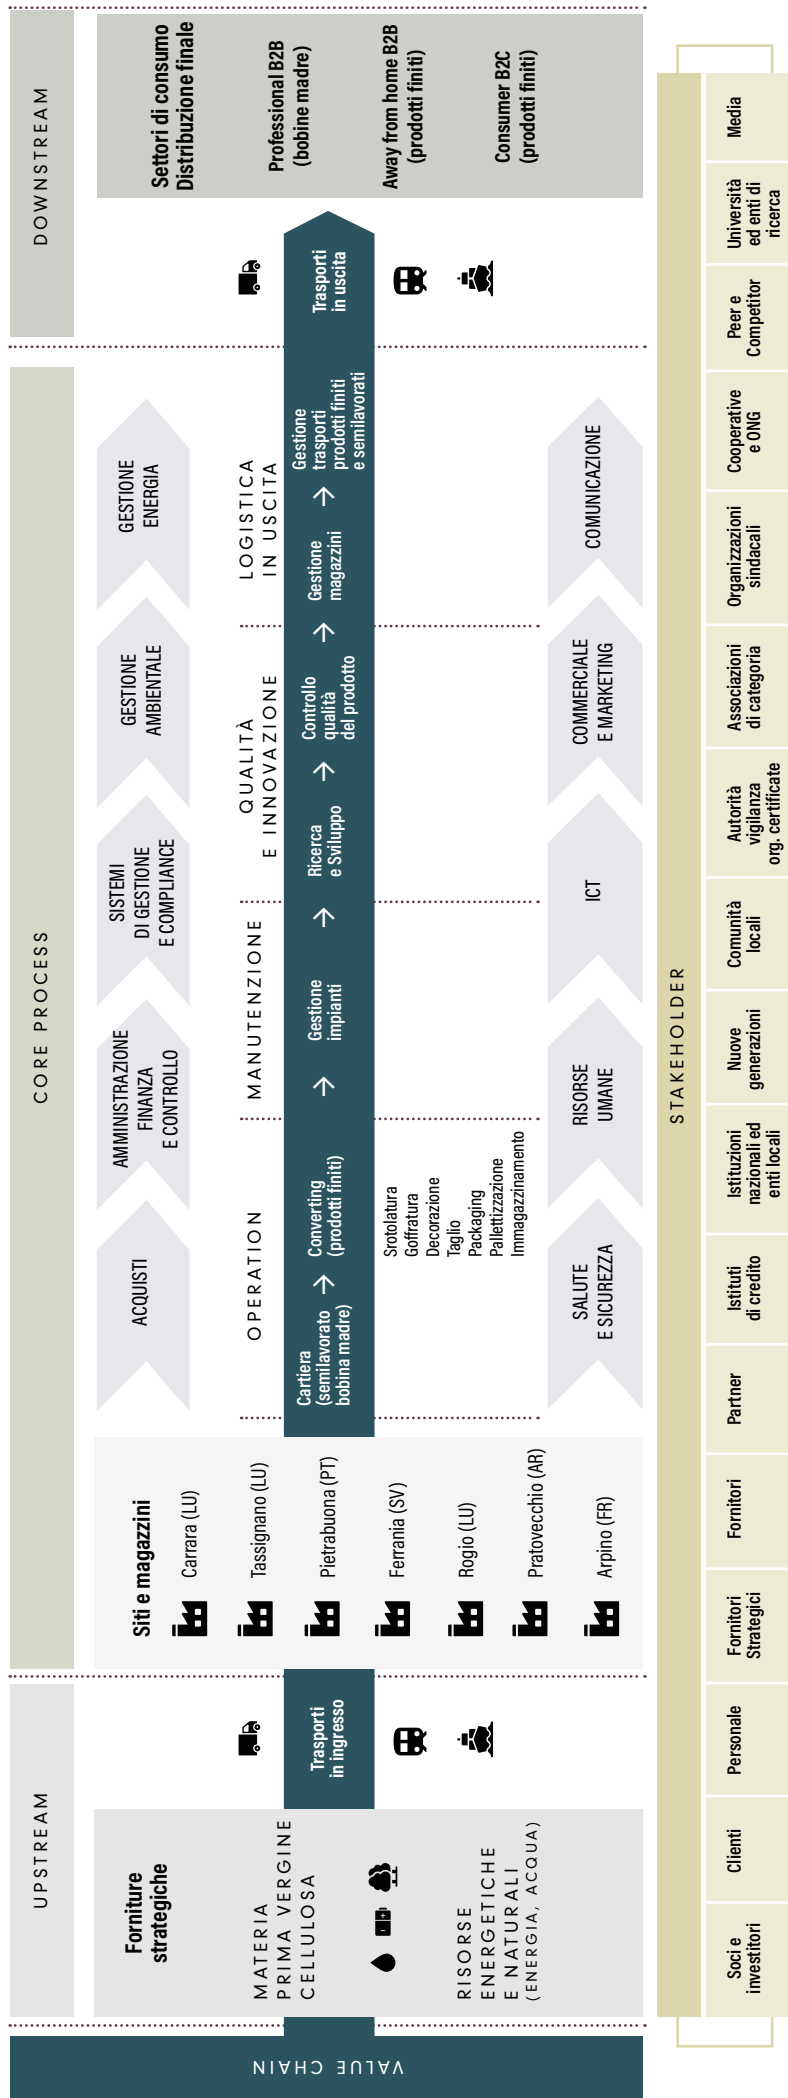 VALUE CHAIN
UPSTREAM
CORE PROCESS
DOWNSTREAM
Forniture
strategiche
MATERIA
PRIMA VERGINE
CELLULOSA
RISORSE
ENERGETICHE
E NATURALI
(ENERGIA, ACQUA)
Trasporti
in ingresso
Siti e magazzini
Carrara (LU)
Tassignano (LU)
Pietrabuona (PT)
Ferrania (SV)
Rogio (LU)
Pratovecchio (AR)
Arpino (FR)
ACQUISTI
AMMINISTRAZIONE
FINANZA
E CONTROLLO
SISTEMI
DI GESTIONE
E COMPLIANCE
GESTIONE
AMBIENTALE
GESTIONE
ENERGIA
OPERATION
MANUTENZIONE
QUALITÀ
E INNOVAZIONE
LOGISTICA
IN USCITA
Cartiera
(semilavorato
bobina madre)
→
Converting
(prodotti finiti)
→
Gestione
impianti
→
Ricerca
e Sviluppo
→
Controllo
qualità
del prodotto
→
Gestione
magazzini
→
Gestione
trasporti
prodotti finiti
e semilavorati
Trasporti
in uscita
Srotolatura
Goffratura
Decorazione
Taglio
Packaging
Pallettizzazione
Immagazzinamento
SALUTE
E SICUREZZA
RISORSE
UMANE
ICT
COMMERCIALE
E MARKETING
COMUNICAZIONE
Settori di consumo
Distribuzione finale
Professional B2B
(bobine madre)
Away from home B2B
(prodotti finiti)
Consumer B2C
(prodotti finiti)
STAKEHOLDER
Soci e
investitori
Clienti
Personale
Fornitori
Strategici
Fornitori
Partner
Istituti
di credito
Istituzioni
nazionali ed
enti locali
Nuove
generazioni
Comunità
locali
Autorità
vigilanza
org. certificate
Associazioni
di categoria
Organizzazioni
sindacali
Cooperative
e ONG
Peer e
Competitor
Università
ed enti di
ricerca
Media